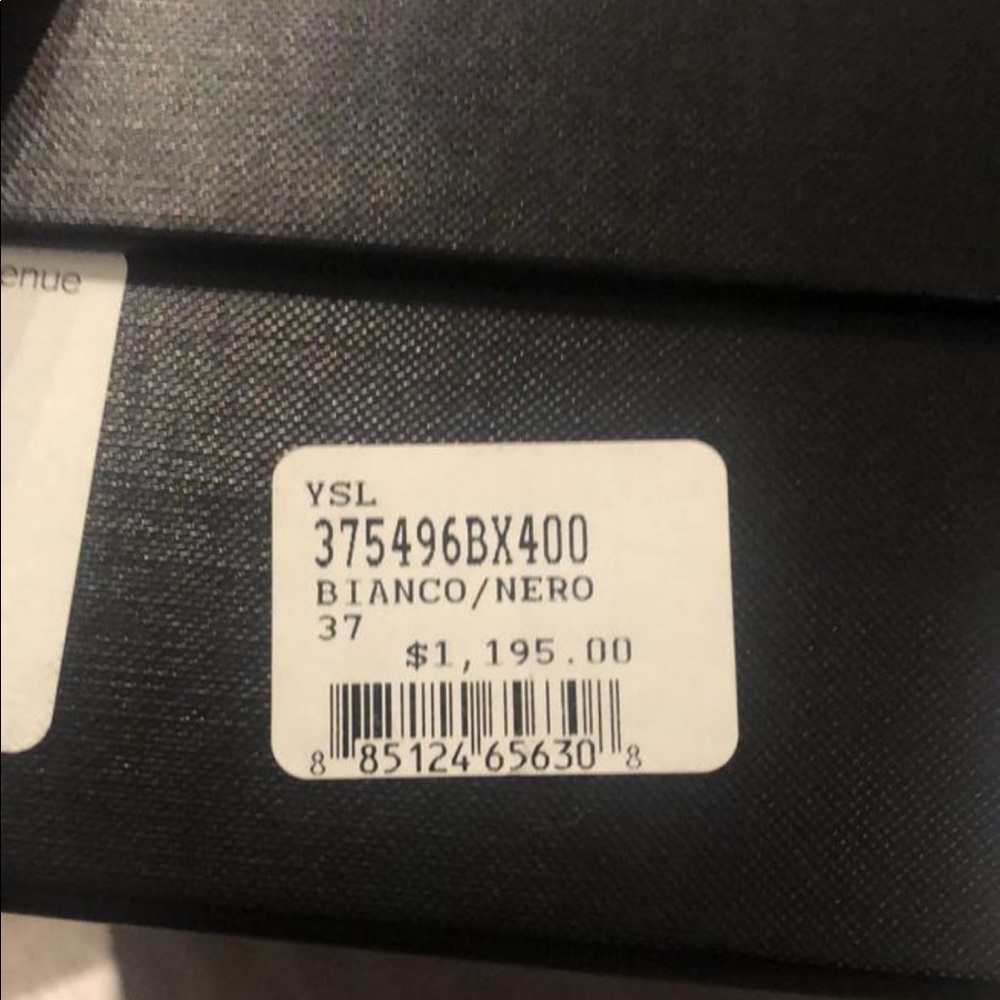 enue
YSL
375496BX400
BIANCO/NERO
37
$1,195.00
8 85124 65630 8